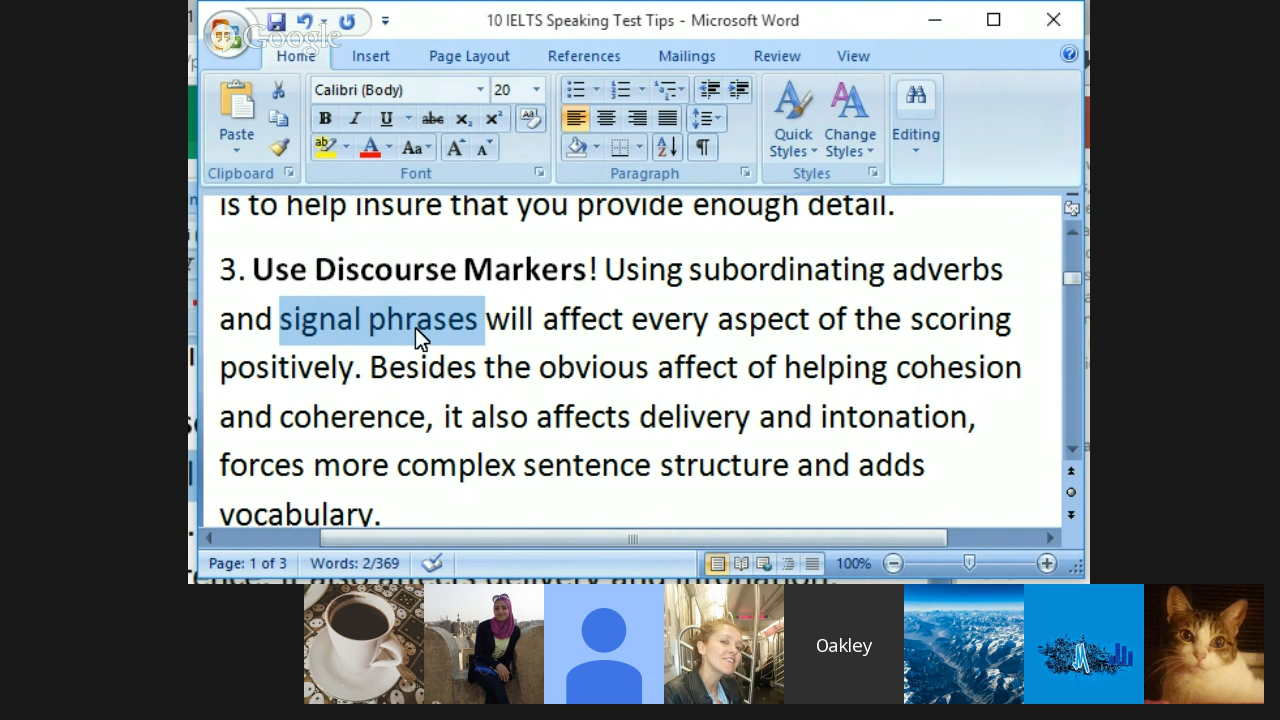 10 IELTS Speaking Test Tips - Microsoft Word
Google
Home Insert Page Layout References Mailings Review View
Calibri (Body) 20
Paste
Quick Styles
Change Styles
Editing
Clipboard Font Paragraph Styles
is to help insure that you provide enough detail.
3. Use Discourse Markers! Using subordinating adverbs
and signal phrases will affect every aspect of the scoring
positively. Besides the obvious affect of helping cohesion
and coherence, it also affects delivery and intonation,
forces more complex sentence structure and adds
vocabulary.
Page: 1 of 3 Words: 2/369 100%
Oakley